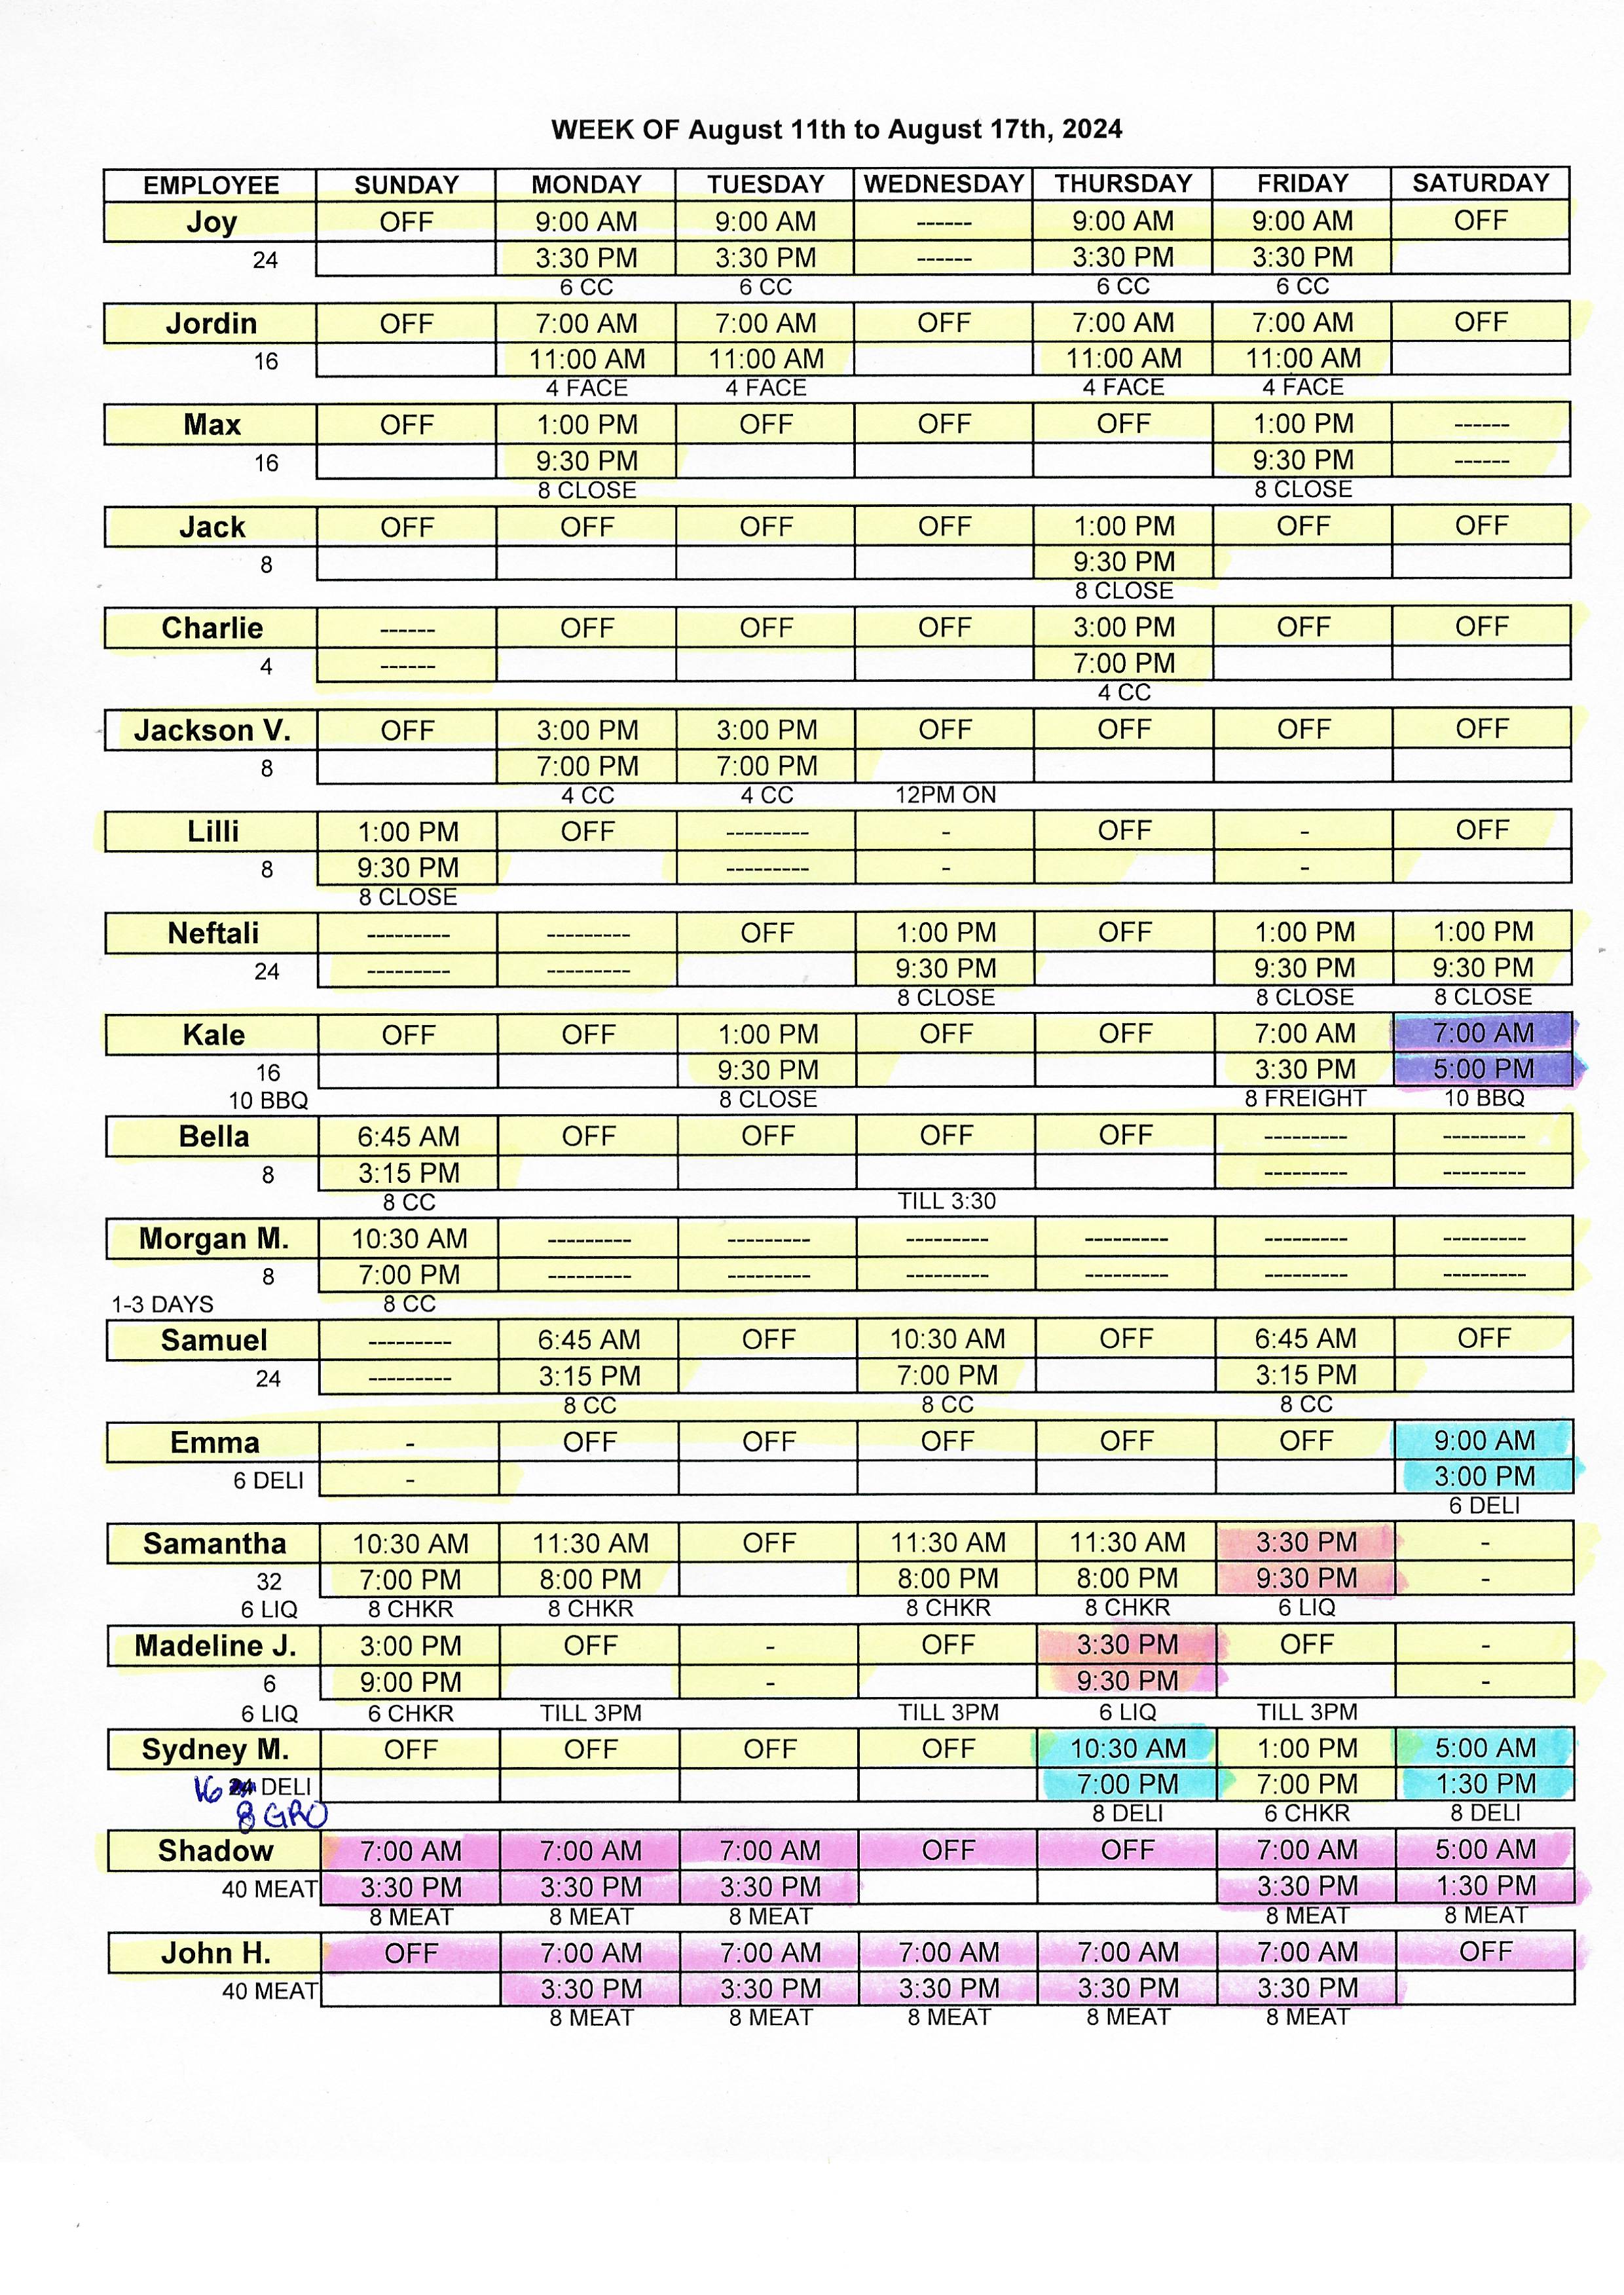 WEEK OF August 11th to August 17th, 2024
EMPLOYEE SUNDAY MONDAY TUESDAY WEDNESDAY THURSDAY FRIDAY SATURDAY
Joy OFF 9:00 AM 9:00 AM ------ 9:00 AM 9:00 AM OFF
24 3:30 PM 3:30 PM ------ 3:30 PM 3:30 PM
6 CC 6 CC 6 CC 6 CC
Jordin OFF 7:00 AM 7:00 AM OFF 7:00 AM 7:00 AM OFF
16 11:00 AM 11:00 AM 11:00 AM 11:00 AM
4 FACE 4 FACE 4 FACE 4 FACE
Max OFF 1:00 PM OFF OFF OFF 1:00 PM ------
16 9:30 PM 9:30 PM ------
8 CLOSE 8 CLOSE
Jack OFF OFF OFF OFF 1:00 PM OFF OFF
8 9:30 PM
8 CLOSE
Charlie ------ OFF OFF OFF 3:00 PM OFF OFF
4 ------ 7:00 PM
4 CC
Jackson V. OFF 3:00 PM 3:00 PM OFF OFF OFF OFF
8 7:00 PM 7:00 PM
4 CC 4 CC 12PM ON
Lilli 1:00 PM OFF --------- - OFF - OFF
8 9:30 PM --------- - -
8 CLOSE
Neftali --------- --------- OFF 1:00 PM OFF 1:00 PM 1:00 PM
24 --------- --------- 9:30 PM 9:30 PM 9:30 PM
8 CLOSE 8 CLOSE 8 CLOSE
Kale OFF OFF 1:00 PM OFF OFF 7:00 AM 7:00 AM
16 9:30 PM 3:30 PM 5:00 PM
10 BBQ 8 CLOSE 8 FREIGHT 10 BBQ
Bella 6:45 AM OFF OFF OFF OFF --------- ---------
8 3:15 PM --------- ---------
8 CC TILL 3:30
Morgan M. 10:30 AM --------- --------- --------- --------- --------- ---------
8 7:00 PM --------- --------- --------- --------- --------- ---------
1-3 DAYS 8 CC
Samuel --------- 6:45 AM OFF 10:30 AM OFF 6:45 AM OFF
24 --------- 3:15 PM 7:00 PM 3:15 PM
8 CC 8 CC 8 CC
Emma - OFF OFF OFF OFF OFF 9:00 AM
6 DELI - 3:00 PM
6 DELI
Samantha 10:30 AM 11:30 AM OFF 11:30 AM 11:30 AM 3:30 PM -
32 7:00 PM 8:00 PM 8:00 PM 8:00 PM 9:30 PM -
6 LIQ 8 CHKR 8 CHKR 8 CHKR 8 CHKR 6 LIQ
Madeline J. 3:00 PM OFF - OFF 3:30 PM OFF -
6 9:00 PM - 9:30 PM -
6 LIQ 6 CHKR TILL 3PM TILL 3PM 6 LIQ TILL 3PM
Sydney M. OFF OFF OFF OFF 10:30 AM 1:00 PM 5:00 AM
16 DELI 7:00 PM 7:00 PM 1:30 PM
8 GRO 8 DELI 6 CHKR 8 DELI
Shadow 7:00 AM 7:00 AM 7:00 AM OFF OFF 7:00 AM 5:00 AM
40 MEAT 3:30 PM 3:30 PM 3:30 PM 3:30 PM 1:30 PM
8 MEAT 8 MEAT 8 MEAT 8 MEAT 8 MEAT
John H. OFF 7:00 AM 7:00 AM 7:00 AM 7:00 AM 7:00 AM OFF
40 MEAT 3:30 PM 3:30 PM 3:30 PM 3:30 PM 3:30 PM
8 MEAT 8 MEAT 8 MEAT 8 MEAT 8 MEAT